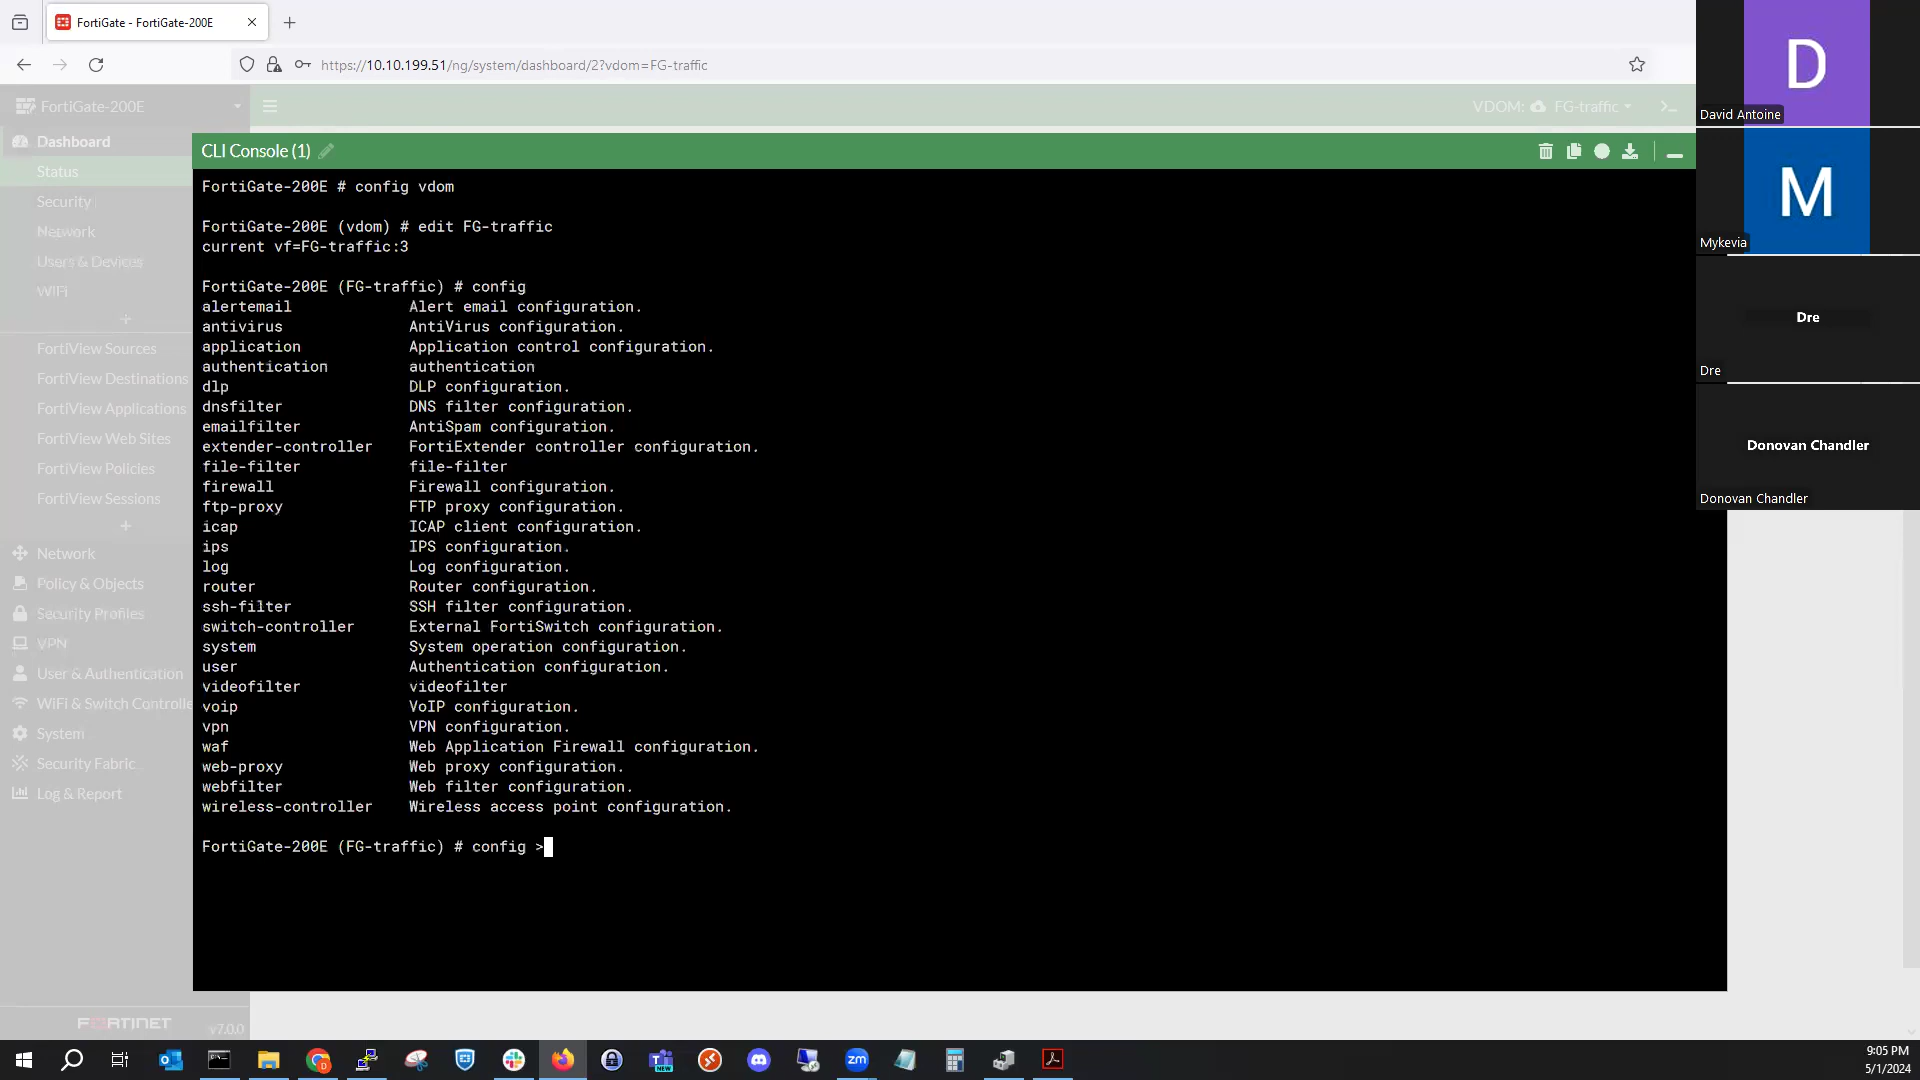 FortiGate - FortiGate-200E
https://10.10.199.51/ng/system/dashboard/2?vdom=FG-traffic
FortiGate-200E
VDOM: FG-traffic
Dashboard
Status
Security
Network
Users & Devices
WiFi
FortiView Sources
FortiView Destinations
FortiView Applications
FortiView Web Sites
FortiView Policies
FortiView Sessions
Network
Policy & Objects
Security Profiles
VPN
User & Authentication
WiFi & Switch Controlle
System
Security Fabric
Log & Report
FORTINET v7.0.0
CLI Console (1)
FortiGate-200E # config vdom
FortiGate-200E (vdom) # edit FG-traffic
current vf=FG-traffic:3
FortiGate-200E (FG-traffic) # config
alertemail Alert email configuration.
antivirus AntiVirus configuration.
application Application control configuration.
authentication authentication
dlp DLP configuration.
dnsfilter DNS filter configuration.
emailfilter AntiSpam configuration.
extender-controller FortiExtender controller configuration.
file-filter file-filter
firewall Firewall configuration.
ftp-proxy FTP proxy configuration.
icap ICAP client configuration.
ips IPS configuration.
log Log configuration.
router Router configuration.
ssh-filter SSH filter configuration.
switch-controller External FortiSwitch configuration.
system System operation configuration.
user Authentication configuration.
videofilter videofilter
voip VoIP configuration.
vpn VPN configuration.
waf Web Application Firewall configuration.
web-proxy Web proxy configuration.
webfilter Web filter configuration.
wireless-controller Wireless access point configuration.
FortiGate-200E (FG-traffic) # config >
D
David Antoine
M
Mykevia
Dre
Dre
Donovan Chandler
Donovan Chandler
NEW
zm
9:05 PM
5/1/2024